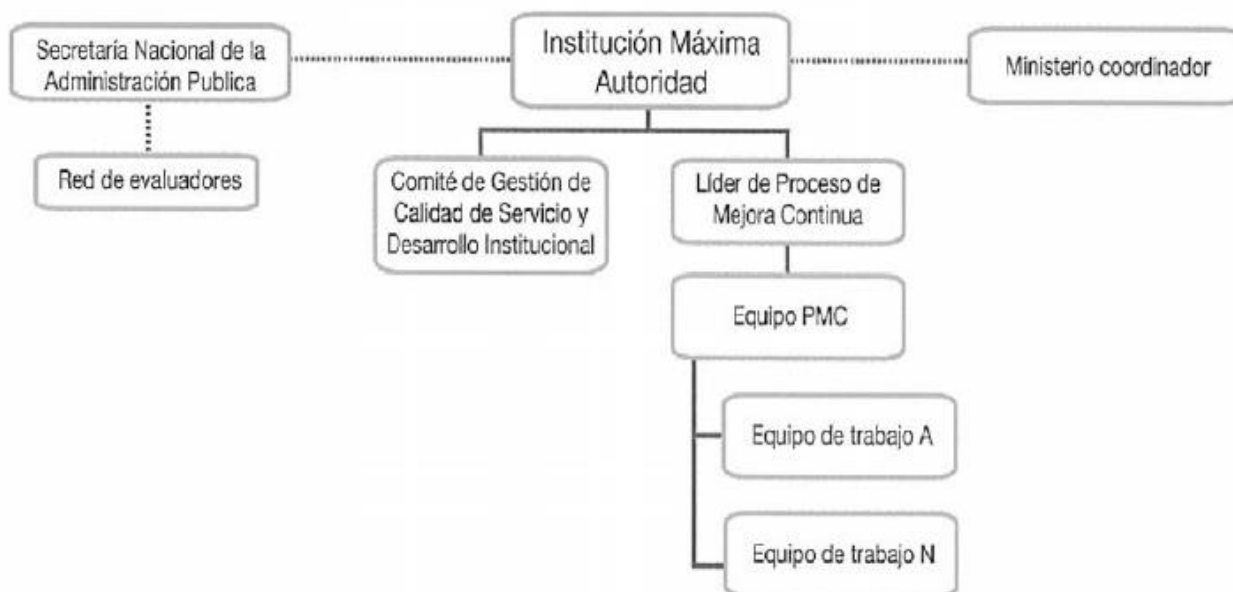 Secretaría Nacional de la
Administración Publica
Institución Máxima
Autoridad
Ministerio coordinador
Red de evaluadores
Comité de Gestión de
Calidad de Servicio y
Desarrollo Institucional
Líder de Proceso de
Mejora Continua
Equipo PMC
Equipo de trabajo A
Equipo de trabajo N